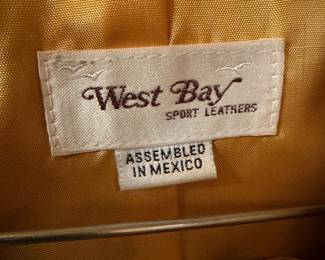 West Bay
SPORT LEATHERS
ASSEMBLED
IN MEXICO